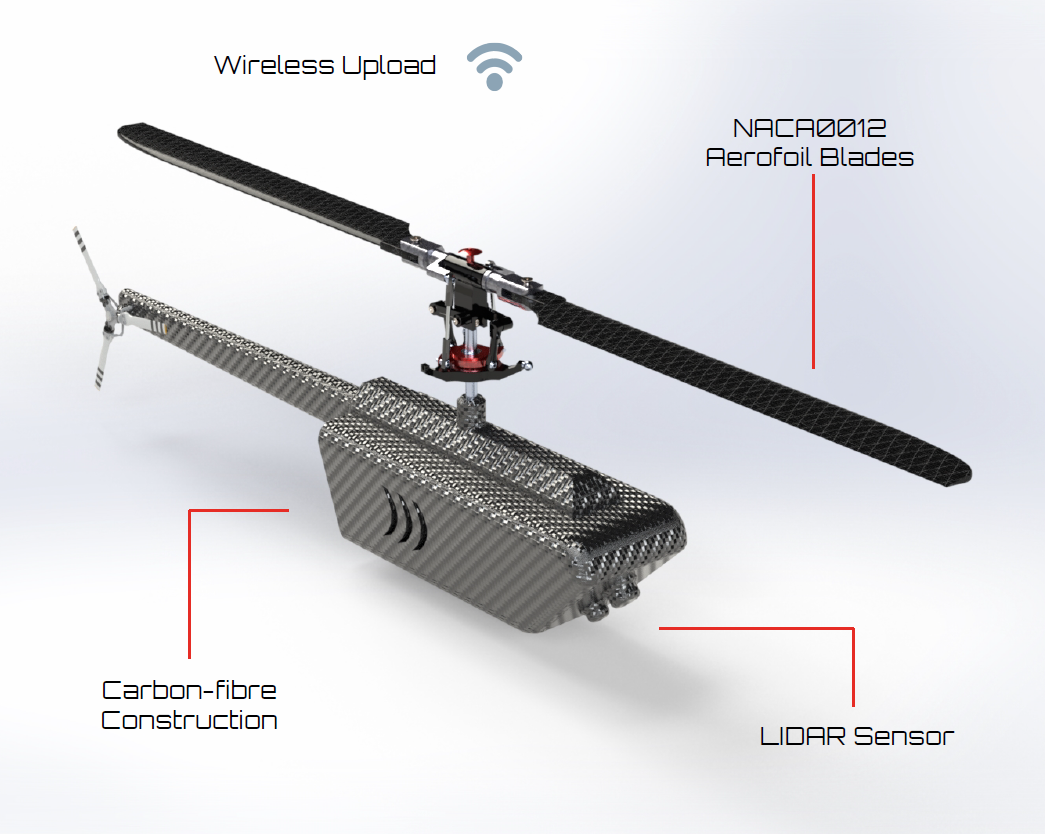 Wireless Upload
NACA0012
Aerofoil Blades
Carbon-fibre
Construction
LIDAR Sensor